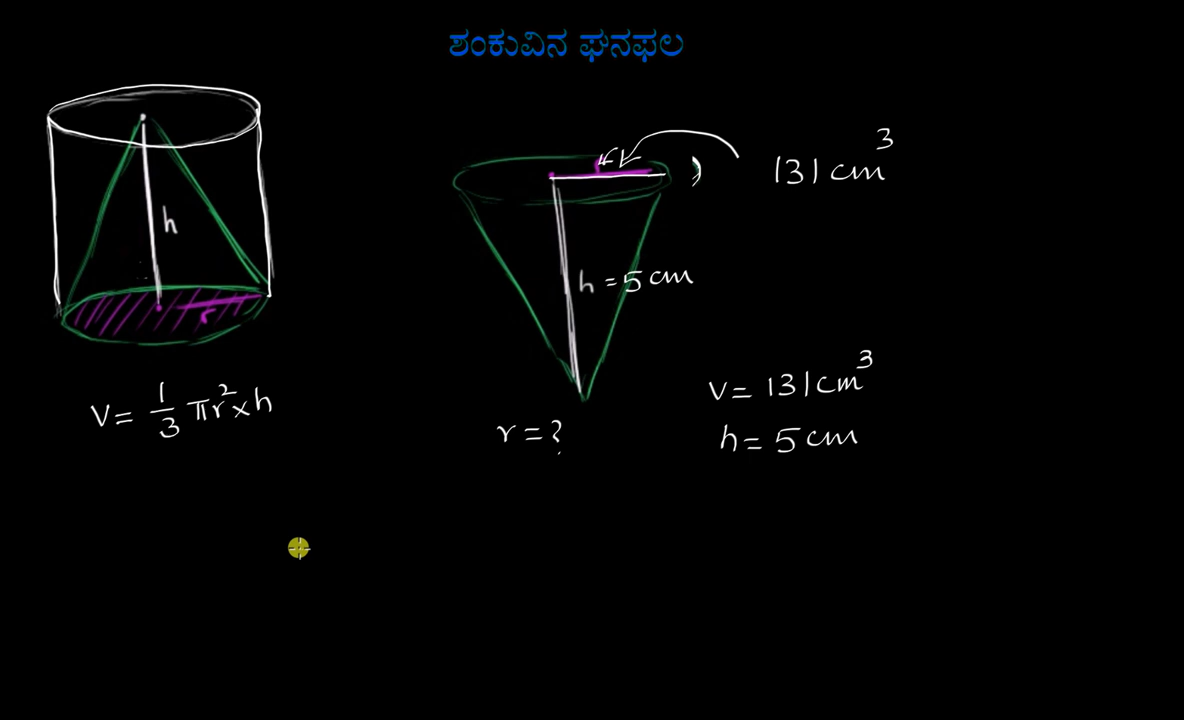 ಶಂಕುವಿನ ಘನಫಲ
131 cm³
h
h = 5 cm
r
V = 1/3 πr² × h
V = 131 cm³
r = ?
h = 5 cm